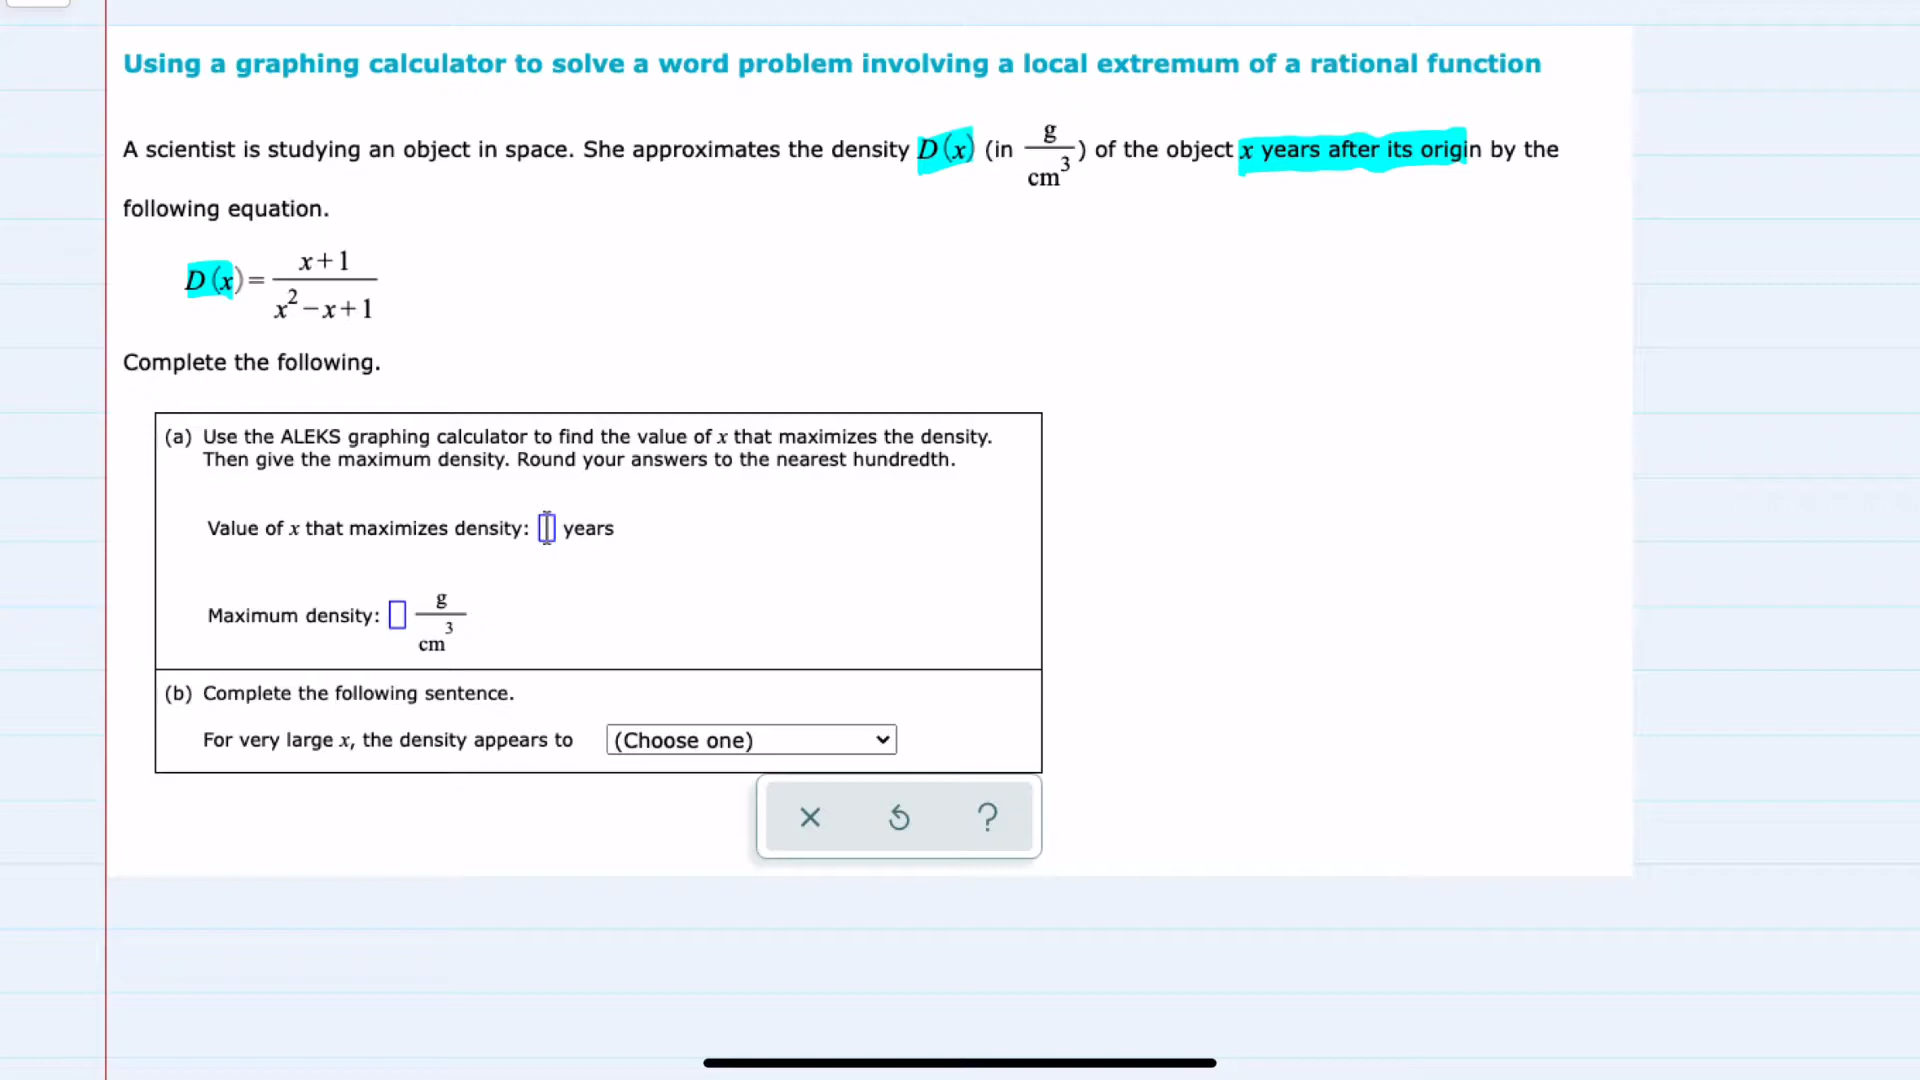 Using a graphing calculator to solve a word problem involving a local extremum of a rational function
A scientist is studying an object in space. She approximates the density D(x) (in g/cm³) of the object x years after its origin by the
following equation.
D(x)=(x+1)/(x²−x+1)
Complete the following.
(a) Use the ALEKS graphing calculator to find the value of x that maximizes the density.
Then give the maximum density. Round your answers to the nearest hundredth.
Value of x that maximizes density: years
Maximum density: g/cm³
(b) Complete the following sentence.
For very large x, the density appears to (Choose one)
?